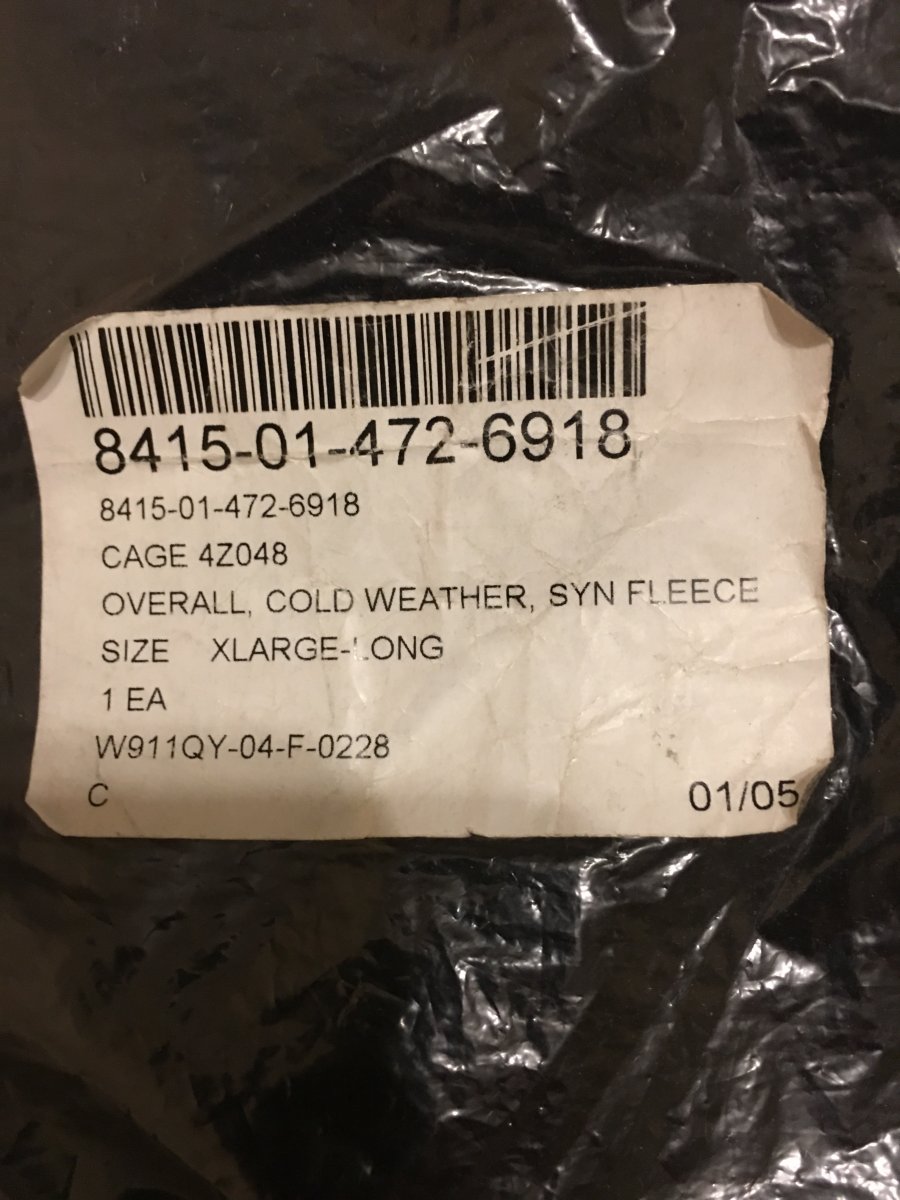 8415-01-472-6918
8415-01-472-6918
CAGE 4Z048
OVERALL, COLD WEATHER, SYN FLEECE
SIZE XLARGE-LONG
1 EA
W911QY-04-F-0228
C 01/05